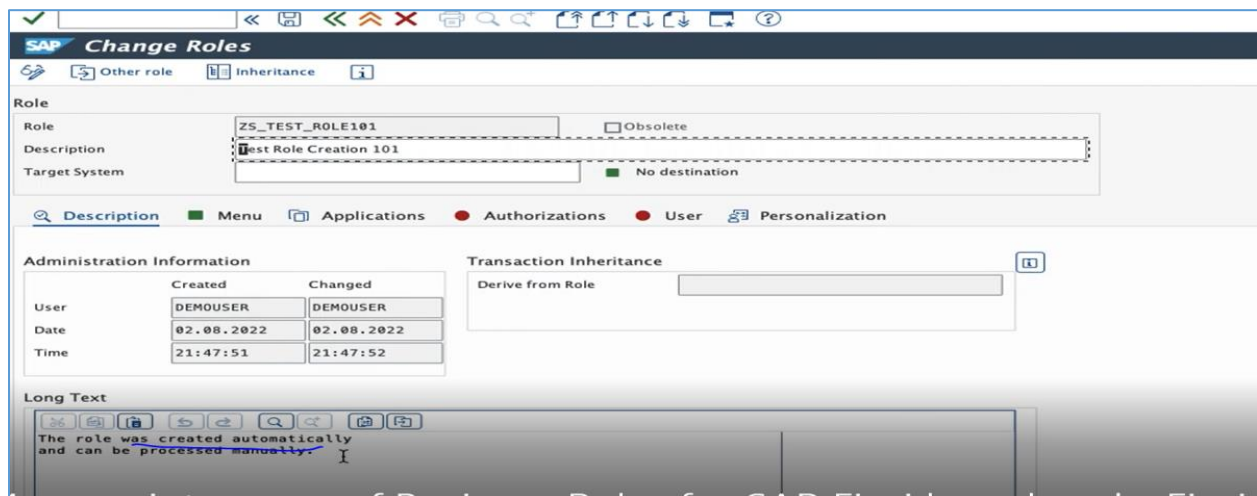 SAP Change Roles
Other role Inheritance
Role
Role ZS_TEST_ROLE101 Obsolete
Description Test Role Creation 101
Target System No destination
Description Menu Applications Authorizations User Personalization
Administration Information Transaction Inheritance
Created Changed Derive from Role
User DEMOUSER DEMOUSER
Date 02.08.2022 02.08.2022
Time 21:47:51 21:47:52
Long Text
The role was created automatically
and can be processed manually.